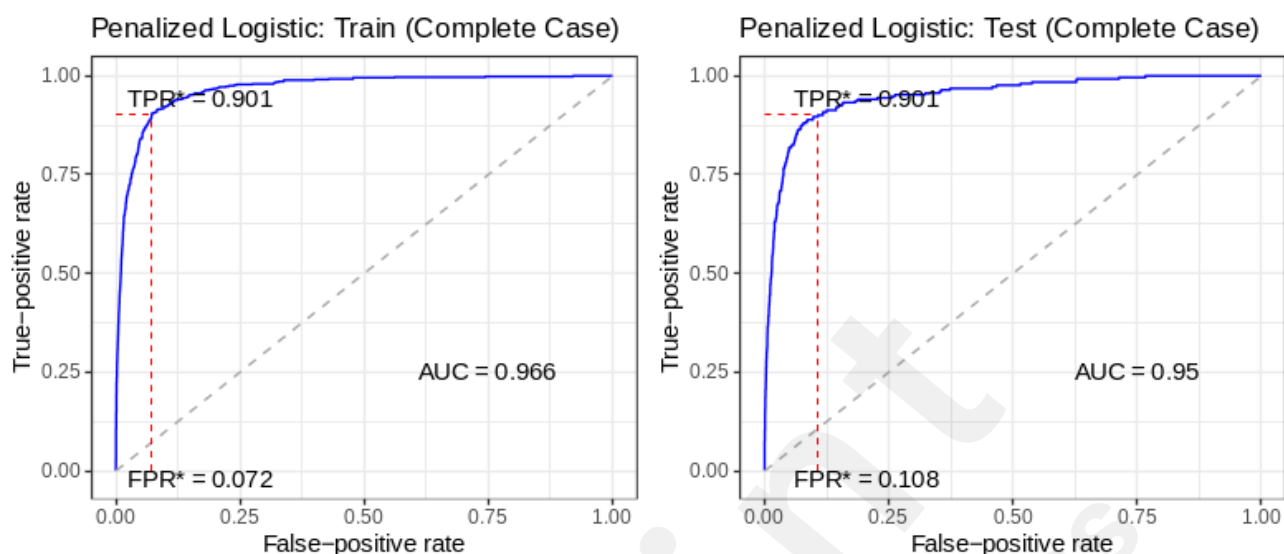 Penalized Logistic: Train (Complete Case)
1.00
0.75
0.50
0.25
0.00
True−positive rate
TPR* = 0.901
AUC = 0.966
FPR* = 0.072
0.00 0.25 0.50 0.75 1.00
False−positive rate
Penalized Logistic: Test (Complete Case)
1.00
0.75
0.50
0.25
0.00
True−positive rate
TPR* = 0.901
AUC = 0.95
FPR* = 0.108
0.00 0.25 0.50 0.75 1.00
False−positive rate